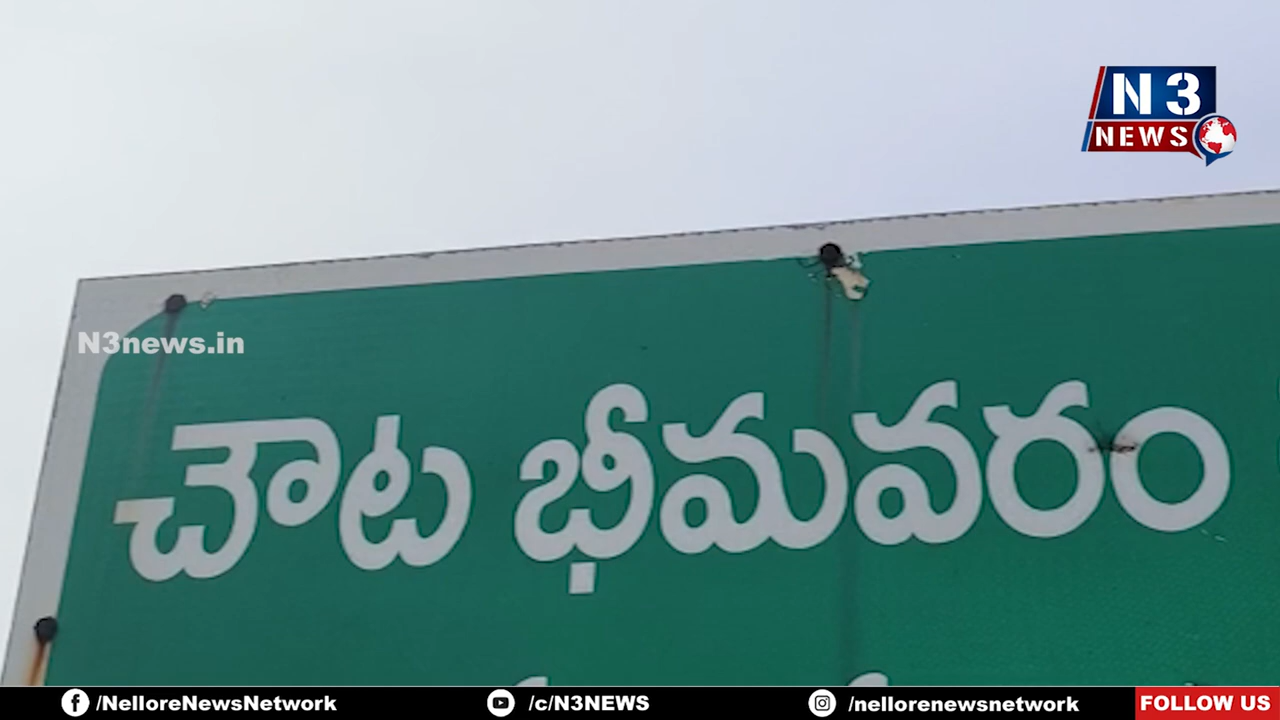 N3
NEWS
N3news.in
చౌట భీమవరం
/NelloreNewsNetwork
/c/N3NEWS
/nellorenewsnetwork
FOLLOW US